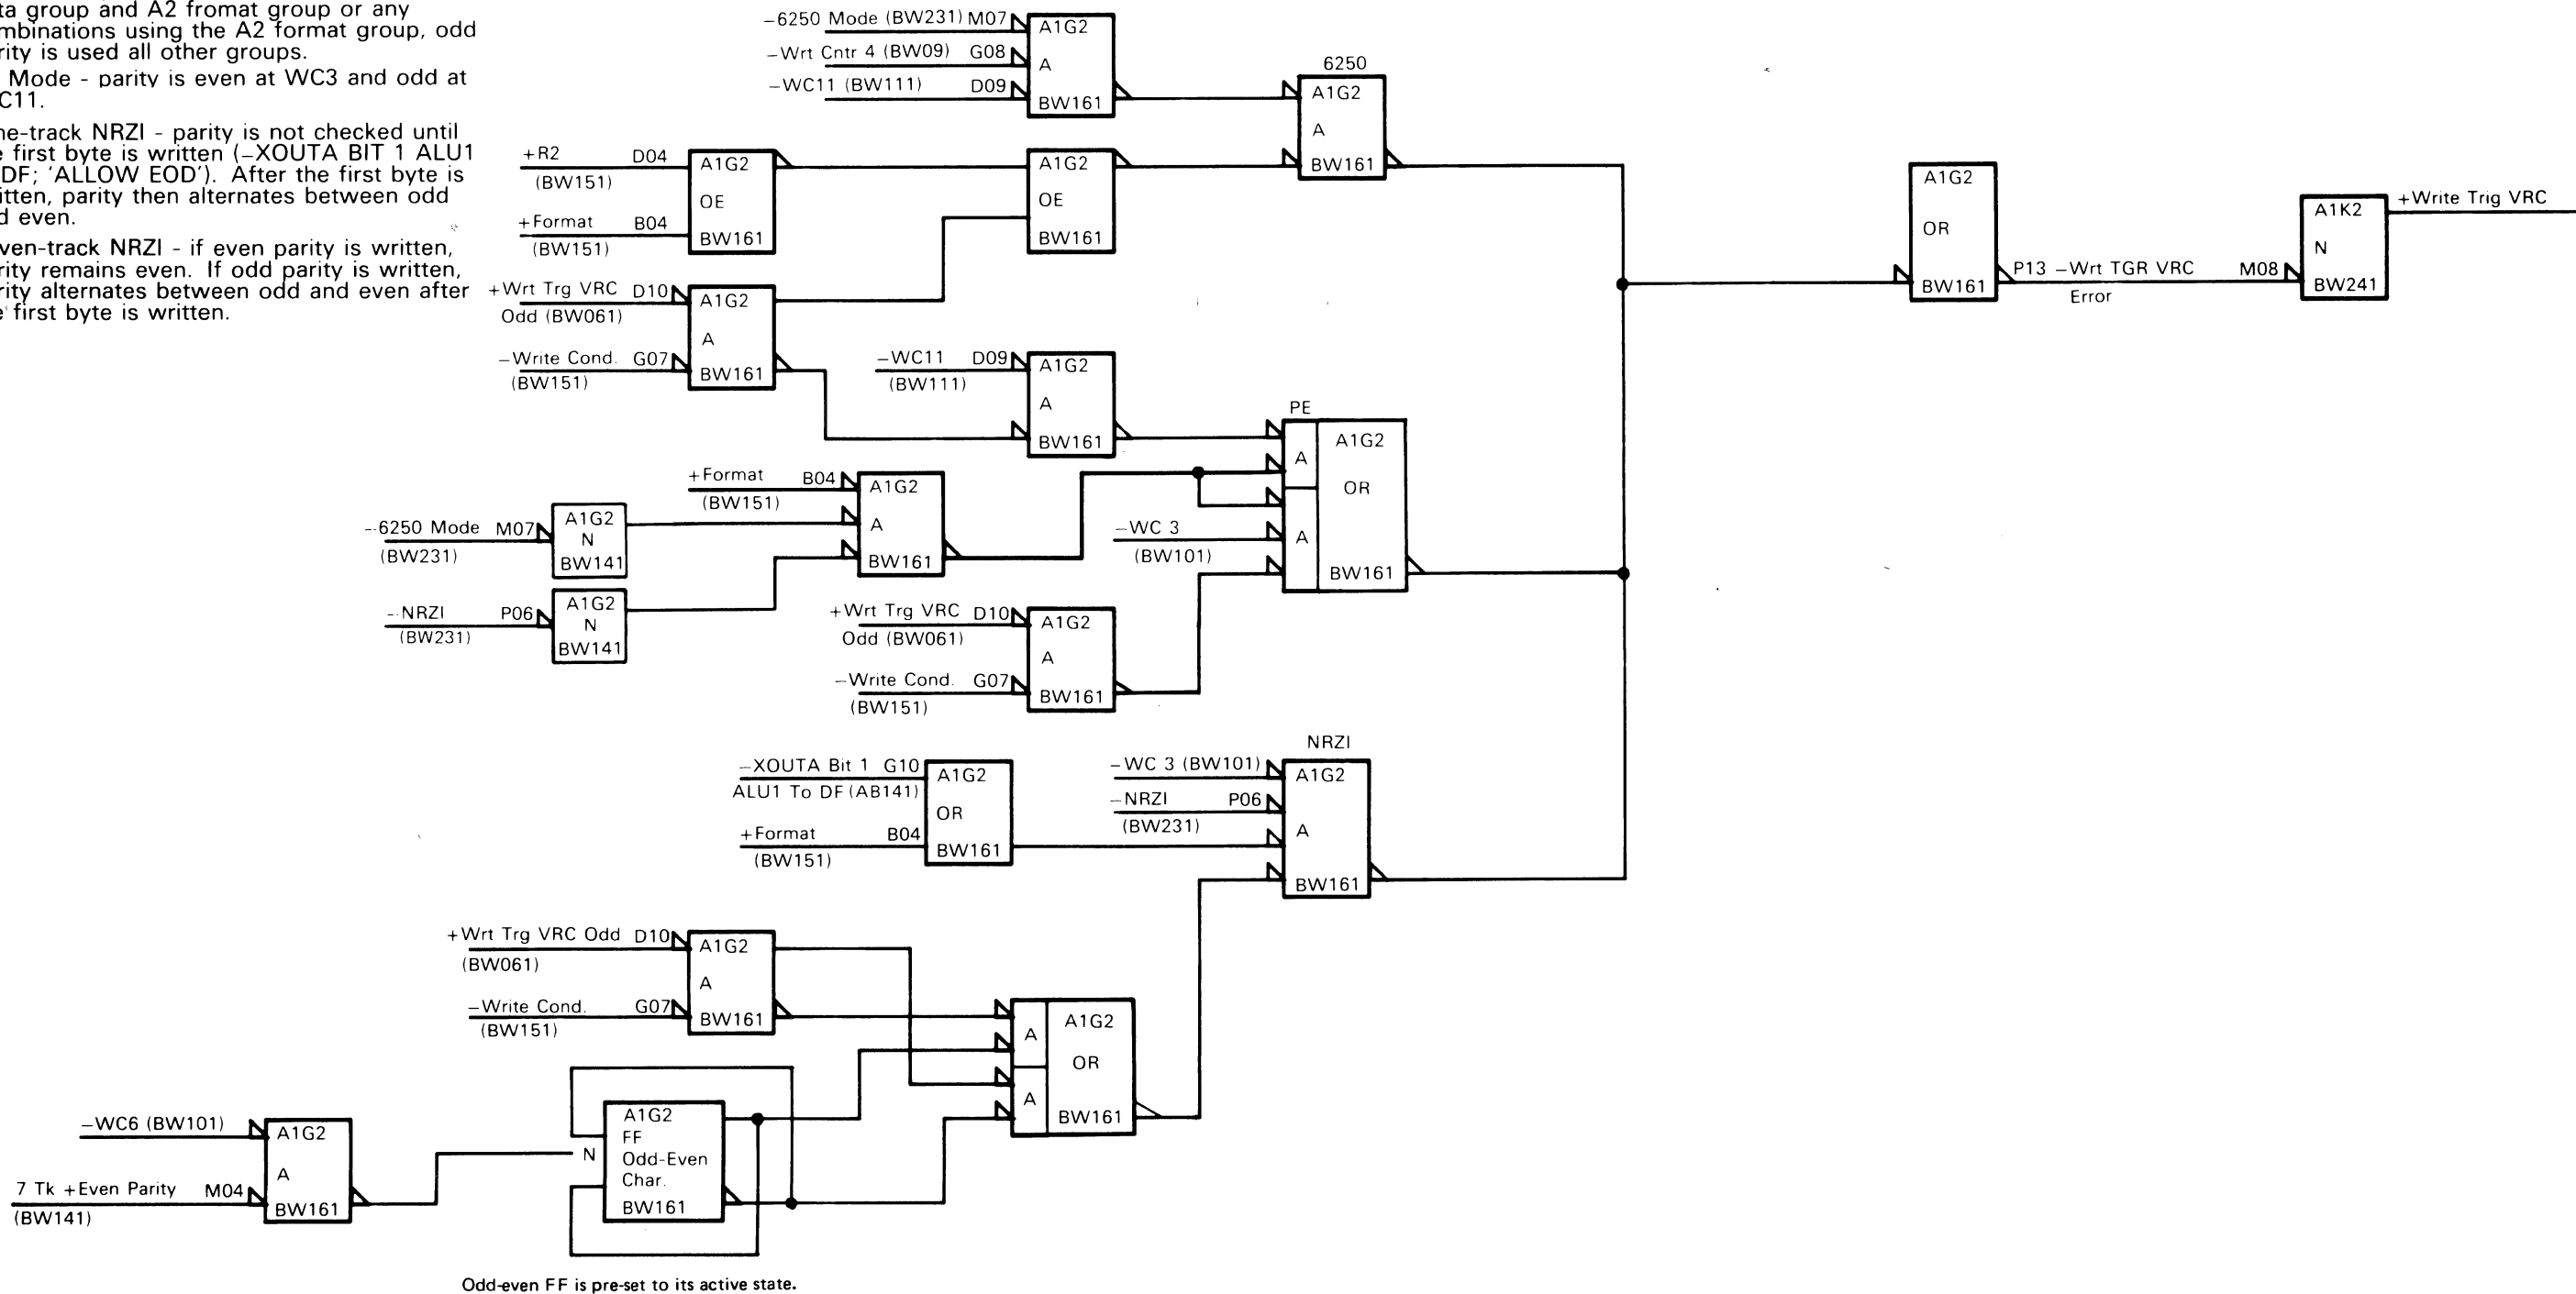 ta group and A2 fromat group or any
mbinations using the A2 format group, odd
rity is used all other groups.
Mode - parity is even at WC3 and odd at
C11.
ne-track NRZI - parity is not checked until
e first byte is written (–XOUTA BIT 1 ALU1
DF; 'ALLOW EOD'). After the first byte is
itten, parity then alternates between odd
d even.
ven-track NRZI - if even parity is written,
rity remains even. If odd parity is written,
rity alternates between odd and even after
e first byte is written.
–6250 Mode (BW231) M07
–Wrt Cntr 4 (BW09) G08
–WC11 (BW111) D09
A1G2
A
BW161
6250
A1G2
A
BW161
+R2 D04
(BW151)
+Format B04
(BW151)
A1G2
OE
BW161
A1G2
OE
BW161
+Wrt Trg VRC D10
Odd (BW061)
–Write Cond. G07
(BW151)
A1G2
A
BW161
–WC11 D09
(BW111)
A1G2
A
BW161
A1G2
OR
BW161
P13 –Wrt TGR VRC M08
Error
A1K2
N
BW241
+Write Trig VRC
PE
A
A
A1G2
OR
BW161
+Format B04
(BW151)
A1G2
A
BW161
–6250 Mode M07
(BW231)
A1G2
N
BW141
–NRZI P06
(BW231)
A1G2
N
BW141
–WC 3
(BW101)
+Wrt Trg VRC D10
Odd (BW061)
–Write Cond. G07
(BW151)
A1G2
A
BW161
NRZI
–XOUTA Bit 1 G10
ALU1 To DF (AB141)
+Format B04
(BW151)
A1G2
OR
BW161
–WC 3 (BW101)
–NRZI P06
(BW231)
A1G2
A
BW161
+Wrt Trg VRC Odd D10
(BW061)
–Write Cond. G07
(BW151)
A1G2
A
BW161
A
A
A1G2
OR
BW161
–WC6 (BW101)
7 Tk +Even Parity M04
(BW141)
A1G2
A
BW161
N
A1G2
FF
Odd-Even
Char.
BW161
Odd-even FF is pre-set to its active state.